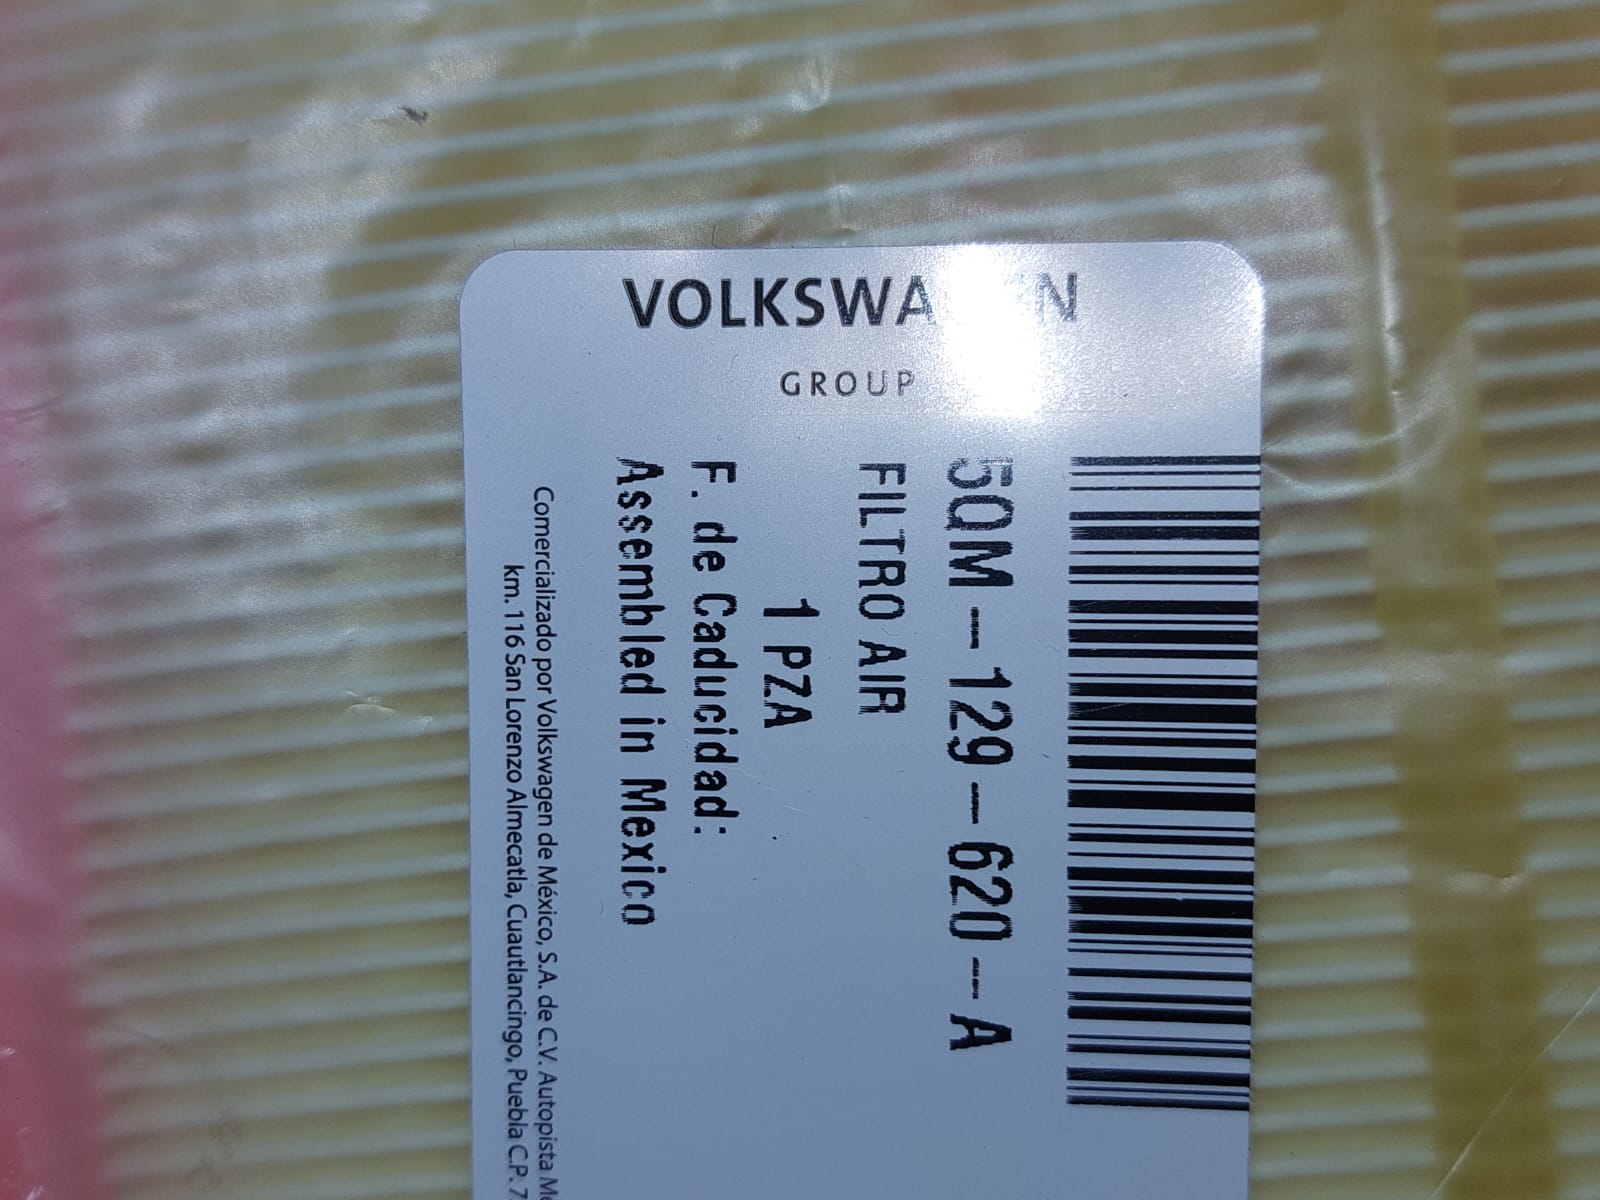 VOLKSWAGEN
GROUP
5QM-129-620-A
FILTRO AIR
1 PZA
F. de Caducidad:
Assembled in Mexico
Comercializado por Volkswagen de México, S.A. de C.V. Autopista
km. 116 San Lorenzo Almecatla, Cuautlancingo, Puebla C.P.